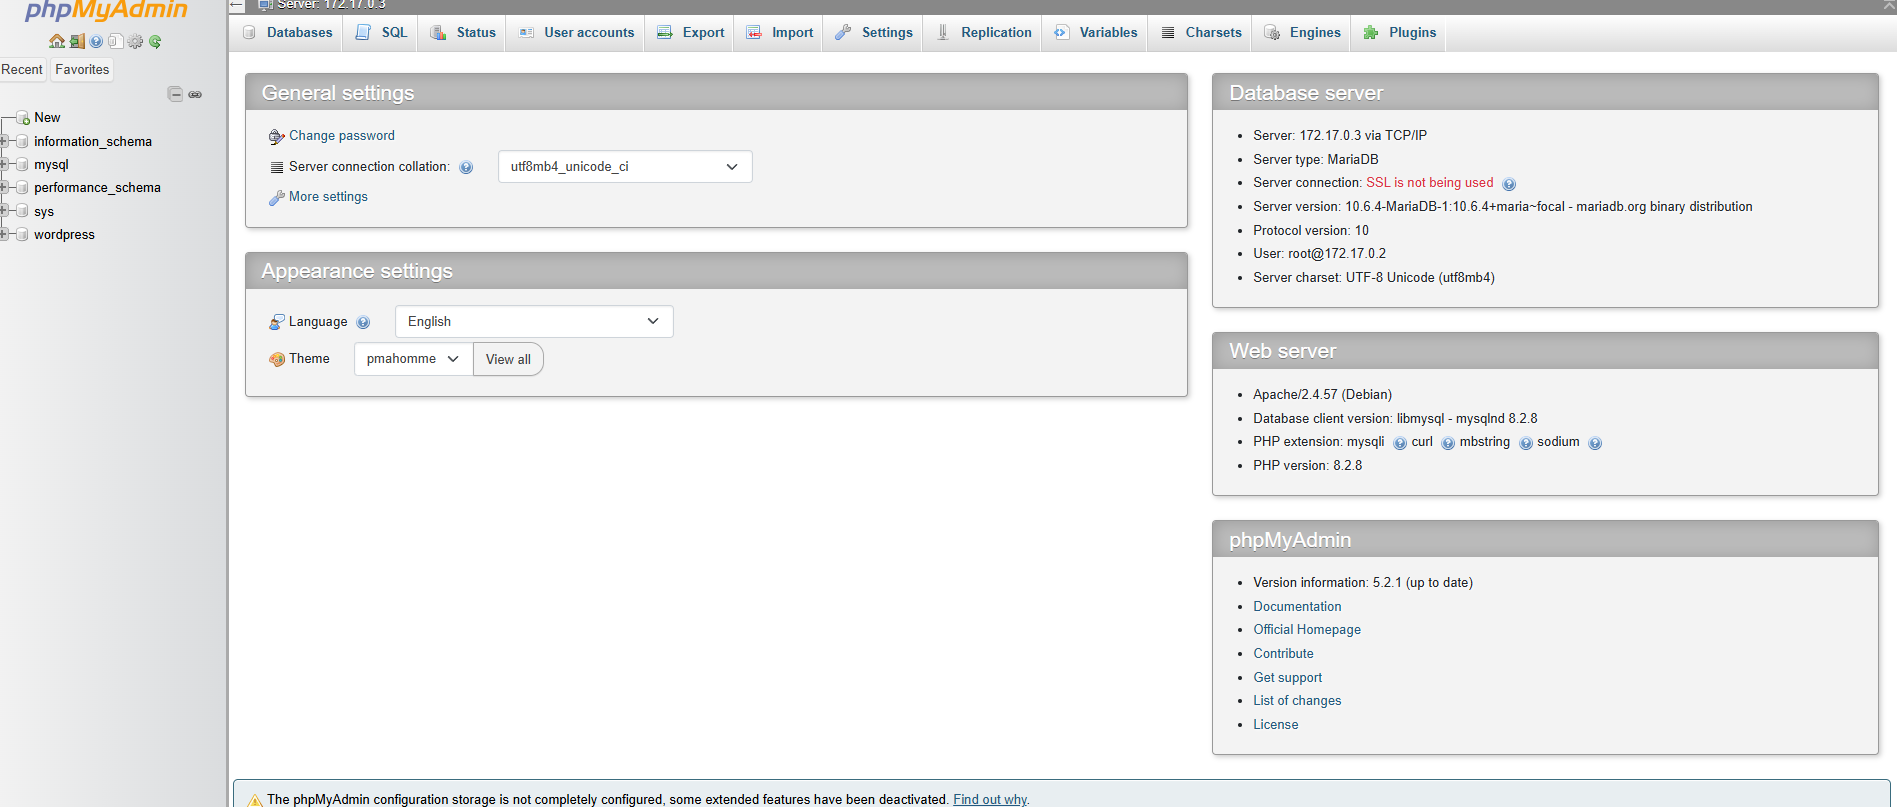 phpMyAdmin
Recent Favorites
New
information_schema
mysql
performance_schema
sys
wordpress
Server: 172.17.0.3
Databases SQL Status User accounts Export Import Settings Replication Variables Charsets Engines Plugins
General settings
Change password
Server connection collation: utf8mb4_unicode_ci
More settings
Appearance settings
Language English
Theme pmahomme View all
Database server
Server: 172.17.0.3 via TCP/IP
Server type: MariaDB
Server connection: SSL is not being used
Server version: 10.6.4-MariaDB-1:10.6.4+maria~focal - mariadb.org binary distribution
Protocol version: 10
User: root@172.17.0.2
Server charset: UTF-8 Unicode (utf8mb4)
Web server
Apache/2.4.57 (Debian)
Database client version: libmysql - mysqlnd 8.2.8
PHP extension: mysqli curl mbstring sodium
PHP version: 8.2.8
phpMyAdmin
Version information: 5.2.1 (up to date)
Documentation
Official Homepage
Contribute
Get support
List of changes
License
The phpMyAdmin configuration storage is not completely configured, some extended features have been deactivated. Find out why.